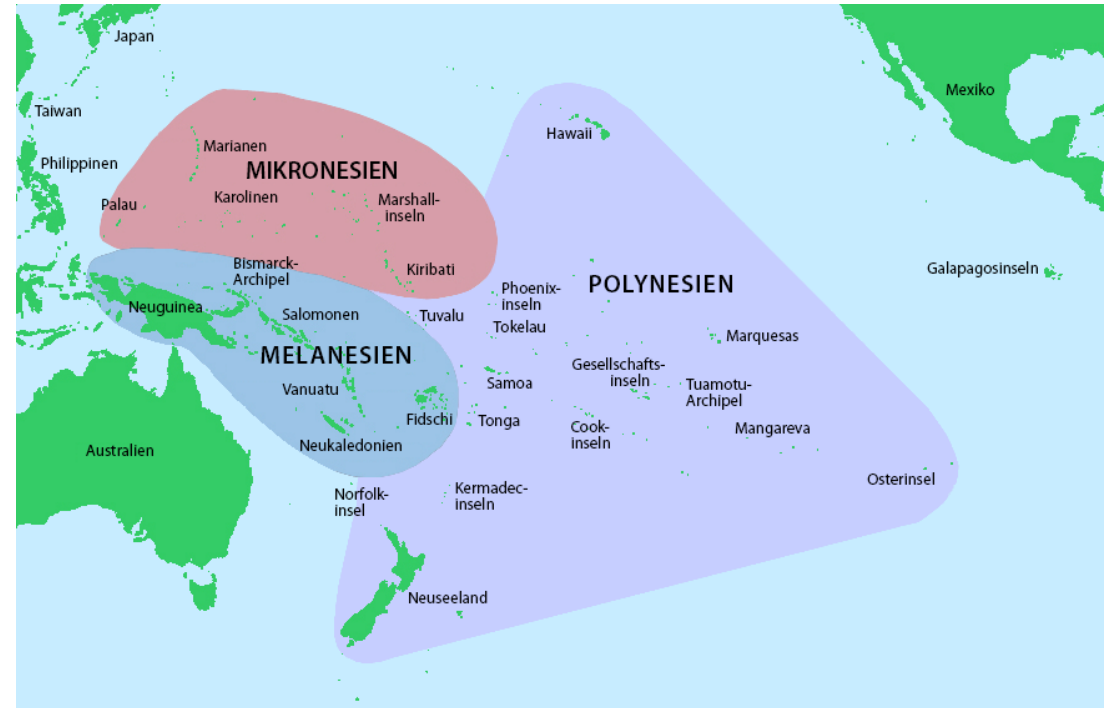 Japan
Mexiko
Taiwan
Hawaii
Marianen
Philippinen
MIKRONESIEN
Karolinen
Marshall-
inseln
Palau
Bismarck-
Archipel
Kiribati
Galapagosinseln
Phoenix-
inseln
POLYNESIEN
Neuguinea
Salomonen
Tuvalu
Tokelau
Marquesas
MELANESIEN
Gesellschafts-
inseln
Samoa
Tuamotu-
Archipel
Vanuatu
Fidschi
Tonga
Cook-
inseln
Mangareva
Neukaledonien
Australien
Osterinsel
Norfolk-
insel
Kermadec-
inseln
Neuseeland